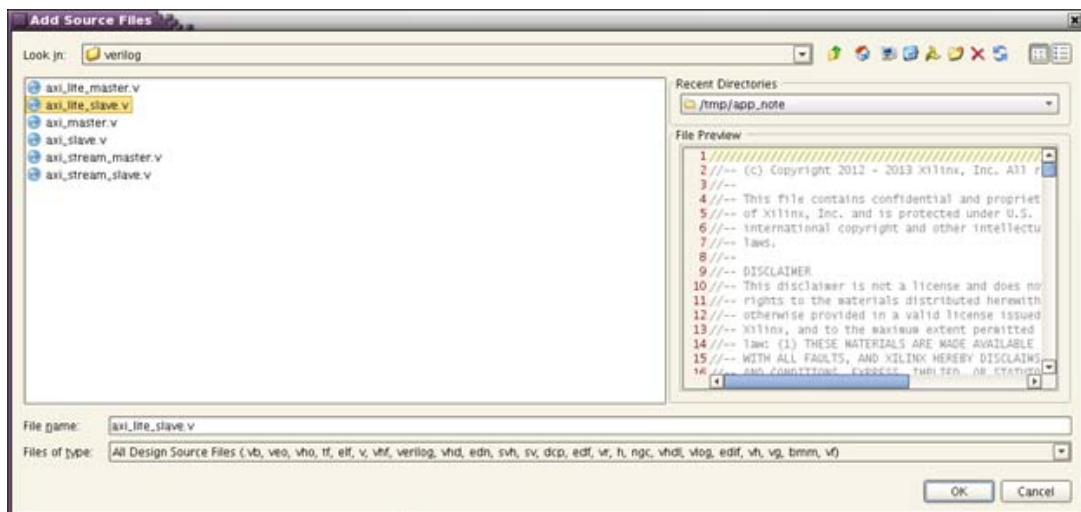 Add Source Files
Look in: verilog
axi_lite_master.v
axi_lite_slave.v
axi_master.v
axi_slave.v
axi_stream_master.v
axi_stream_slave.v
Recent Directories
/tmp/app_note
File Preview
1 ////////////////////////////////////////////////
2 //-- (c) Copyright 2012 - 2013 Xilinx, Inc. All r
3 //--
4 //-- This file contains confidential and propriet
5 //-- of Xilinx, Inc. and is protected under U.S.
6 //-- international copyright and other intellectu
7 //-- laws.
8 //--
9 //-- DISCLAIMER
10 //-- This disclaimer is not a license and does no
11 //-- rights to the materials distributed herewith
12 //-- otherwise provided in a valid license issued
13 //-- Xilinx, and to the maximum extent permitted
14 //-- law: (1) THESE MATERIALS ARE MADE AVAILABLE
15 //-- WITH ALL FAULTS, AND XILINX HEREBY DISCLAIMS
16 //-- AND CONDITIONS, EXPRESS, IMPLIED, OR STATUTO
File name: axi_lite_slave.v
Files of type: All Design Source Files (.vb, veo, vho, tf, elf, v, vhf, verilog, vhd, edn, svh, sv, dcp, edf, vr, h, ngc, vhdl, vlog, edif, vh, vg, bmm, vf)
OK Cancel